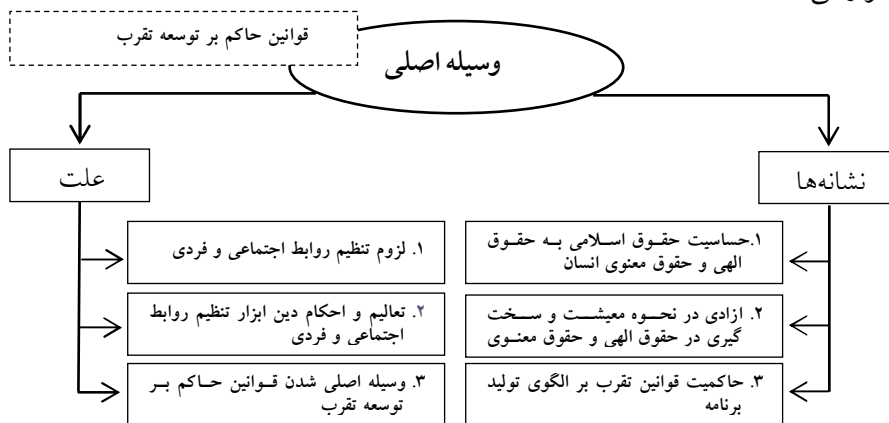 قوانین حاکم بر توسعه تقرب
وسیله اصلی
نشانه‌ها
علت
۱.حساسیت حقوق اسلامی به حقوق
الهی و حقوق معنوی انسان
۲. ازادی در نحوه معیشت و سخت
گیری در حقوق الهی و حقوق معنوی
۳. حاکمیت قوانین تقرب بر الگوی تولید
برنامه
۱. لزوم تنظیم روابط اجتماعی و فردی
۲. تعالیم و احکام دین ابزار تنظیم روابط
اجتماعی و فردی
۳. وسیله اصلی شدن قوانین حاکم بر
توسعه تقرب